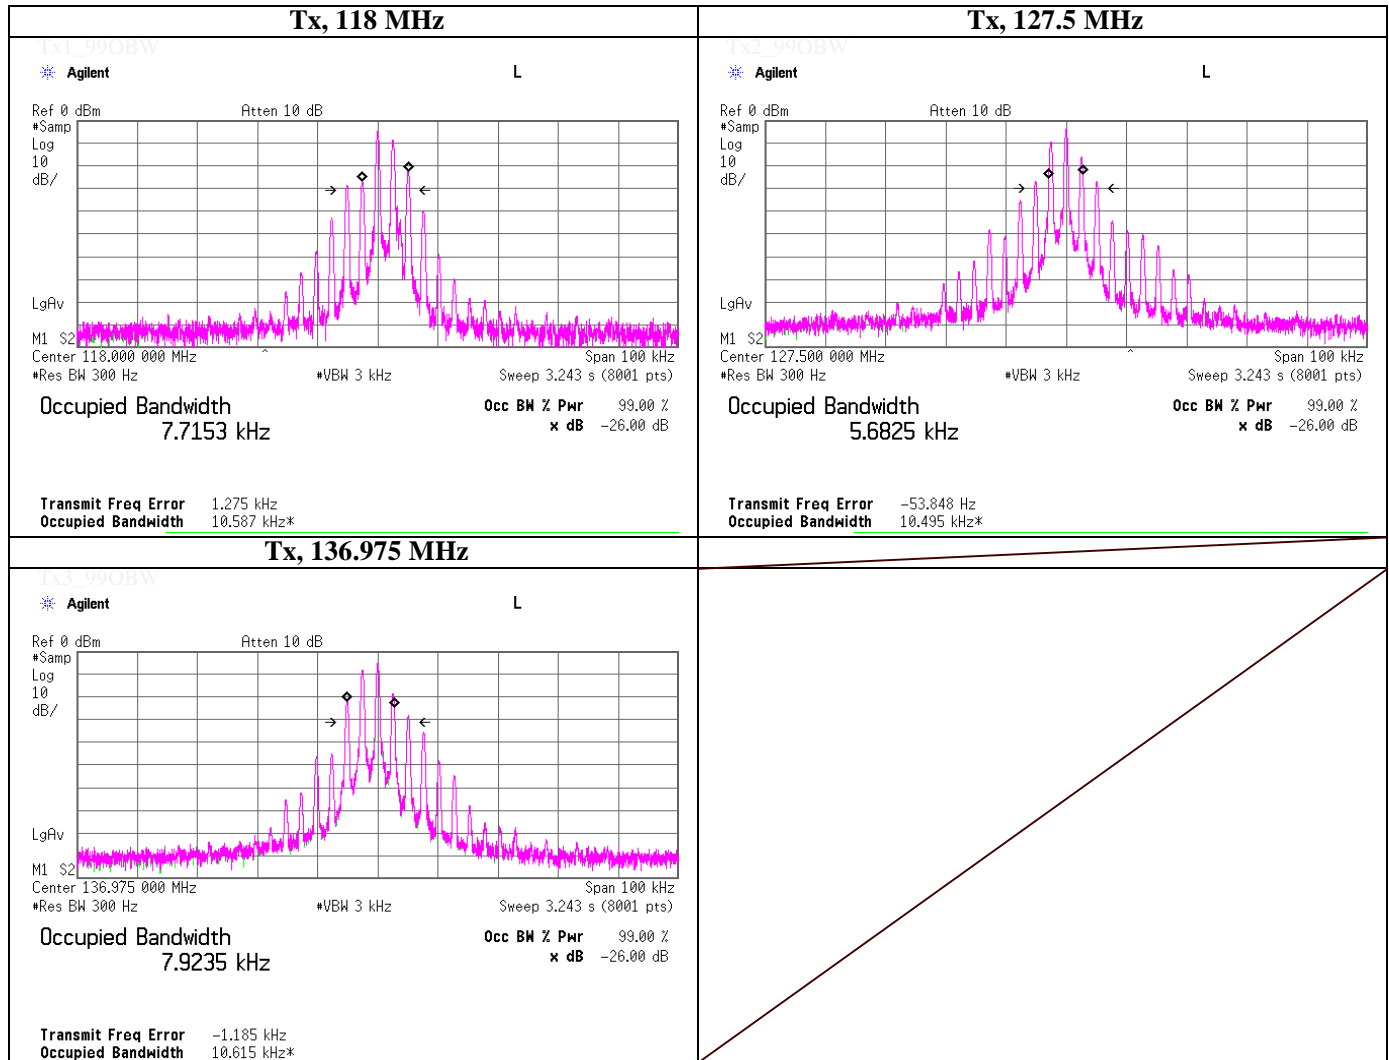 Tx, 118 MHz
Tx1_99OBW
Agilent L
Ref 0 dBm Atten 10 dB
#Samp
Log
10
dB/
LgAv
M1 S2
Center 118.000 000 MHz Span 100 kHz
#Res BW 300 Hz #VBW 3 kHz Sweep 3.243 s (8001 pts)
Occupied Bandwidth Occ BW % Pwr 99.00 %
7.7153 kHz x dB -26.00 dB
Transmit Freq Error 1.275 kHz
Occupied Bandwidth 10.587 kHz*
Tx, 127.5 MHz
Tx2_99OBW
Agilent L
Ref 0 dBm Atten 10 dB
#Samp
Log
10
dB/
LgAv
M1 S2
Center 127.500 000 MHz Span 100 kHz
#Res BW 300 Hz #VBW 3 kHz Sweep 3.243 s (8001 pts)
Occupied Bandwidth Occ BW % Pwr 99.00 %
5.6825 kHz x dB -26.00 dB
Transmit Freq Error -53.848 Hz
Occupied Bandwidth 10.495 kHz*
Tx, 136.975 MHz
Tx3_99OBW
Agilent L
Ref 0 dBm Atten 10 dB
#Samp
Log
10
dB/
LgAv
M1 S2
Center 136.975 000 MHz Span 100 kHz
#Res BW 300 Hz #VBW 3 kHz Sweep 3.243 s (8001 pts)
Occupied Bandwidth Occ BW % Pwr 99.00 %
7.9235 kHz x dB -26.00 dB
Transmit Freq Error -1.185 kHz
Occupied Bandwidth 10.615 kHz*